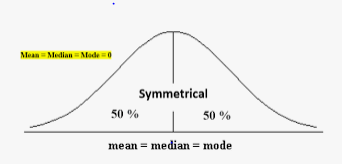 Mean = Median = Mode = 0
Symmetrical
50 % 50 %
mean = median = mode